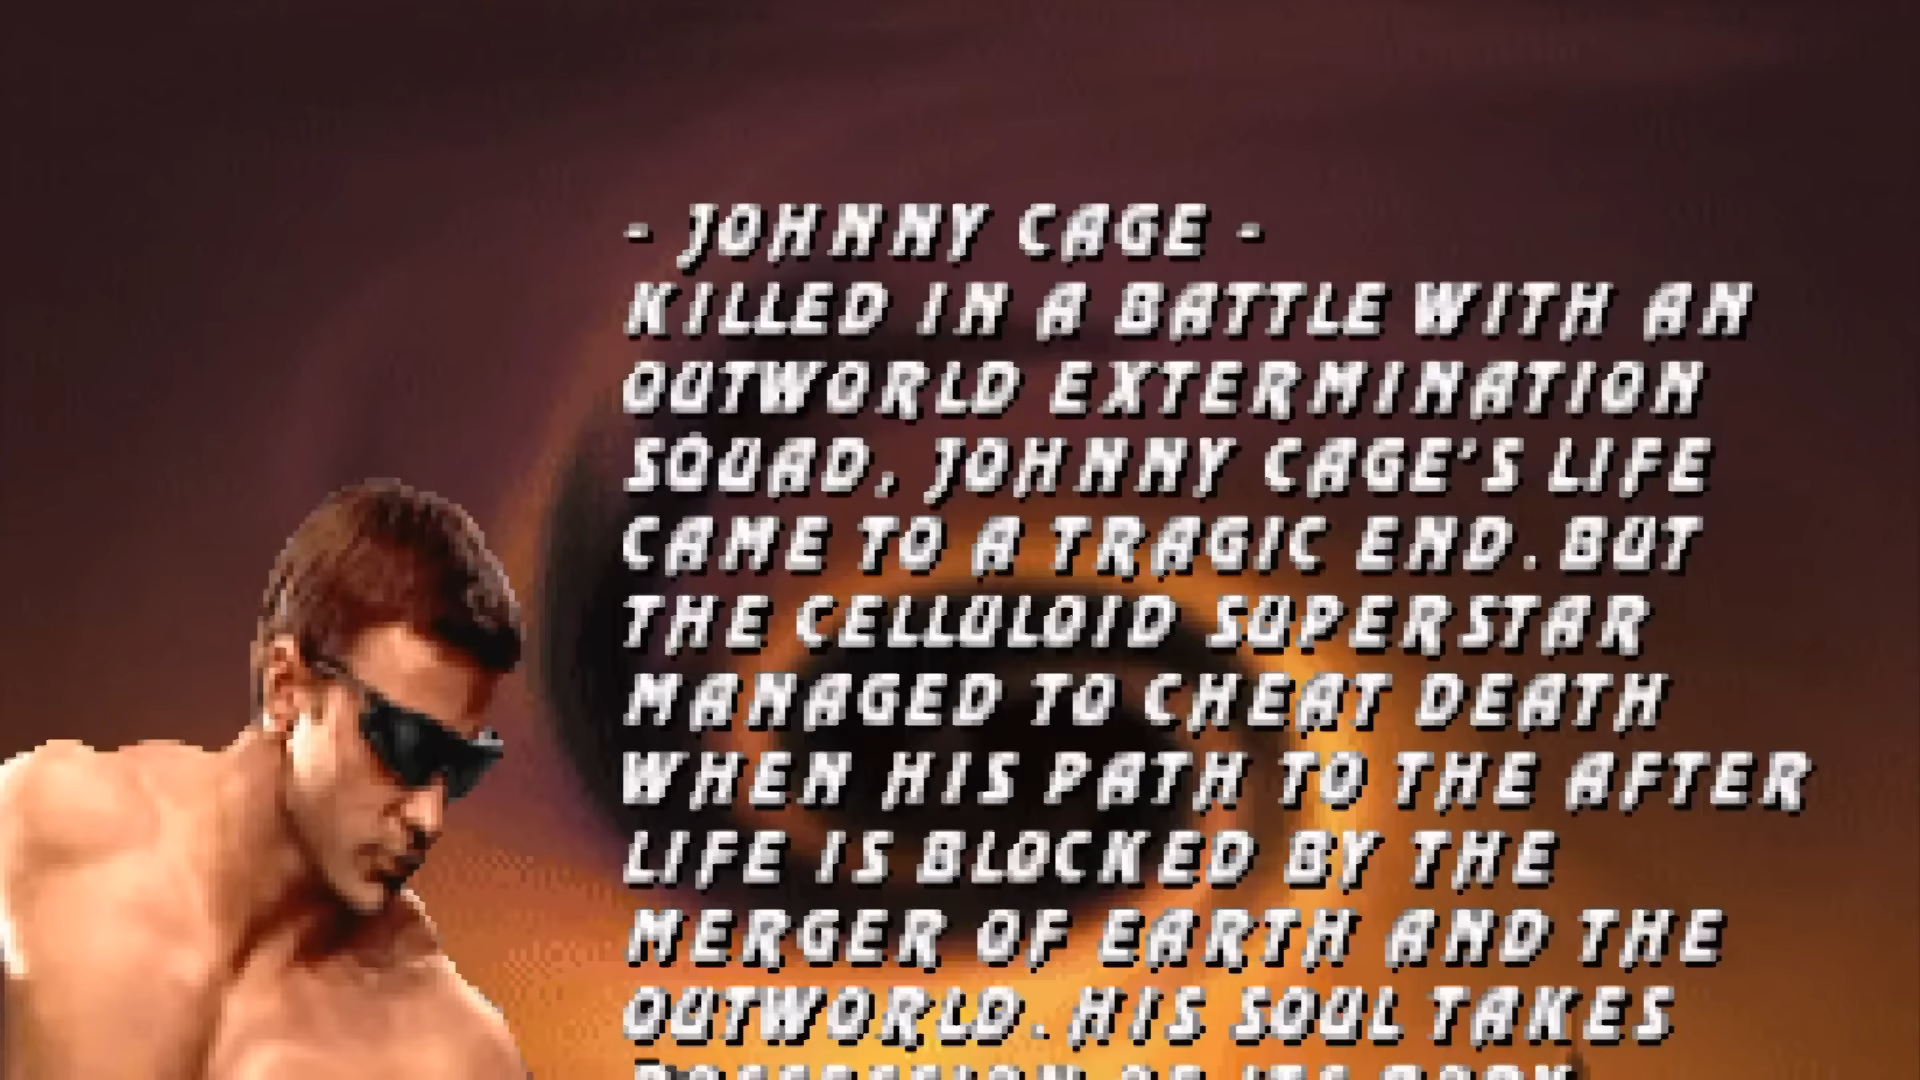 - JOHNNY CAGE -
KILLED IN A BATTLE WITH AN
OUTWORLD EXTERMINATION
SQUAD, JOHNNY CAGE'S LIFE
CAME TO A TRAGIC END. BUT
THE CELLULOID SUPERSTAR
MANAGED TO CHEAT DEATH
WHEN HIS PATH TO THE AFTER
LIFE IS BLOCKED BY THE
MERGER OF EARTH AND THE
OUTWORLD. HIS SOUL TAKES